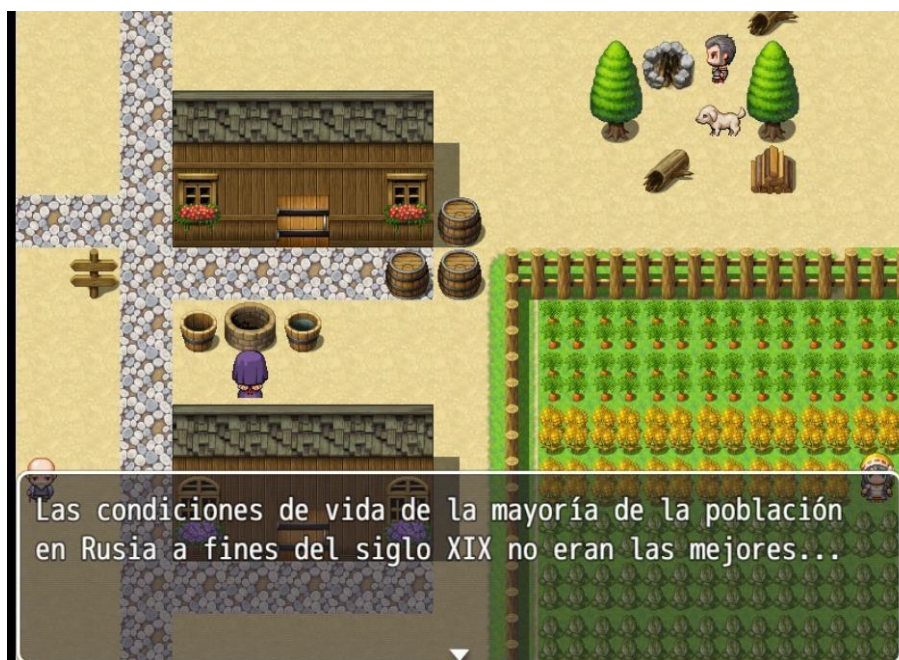 Las condiciones de vida de la mayoría de la población
en Rusia a fines del siglo XIX no eran las mejores...